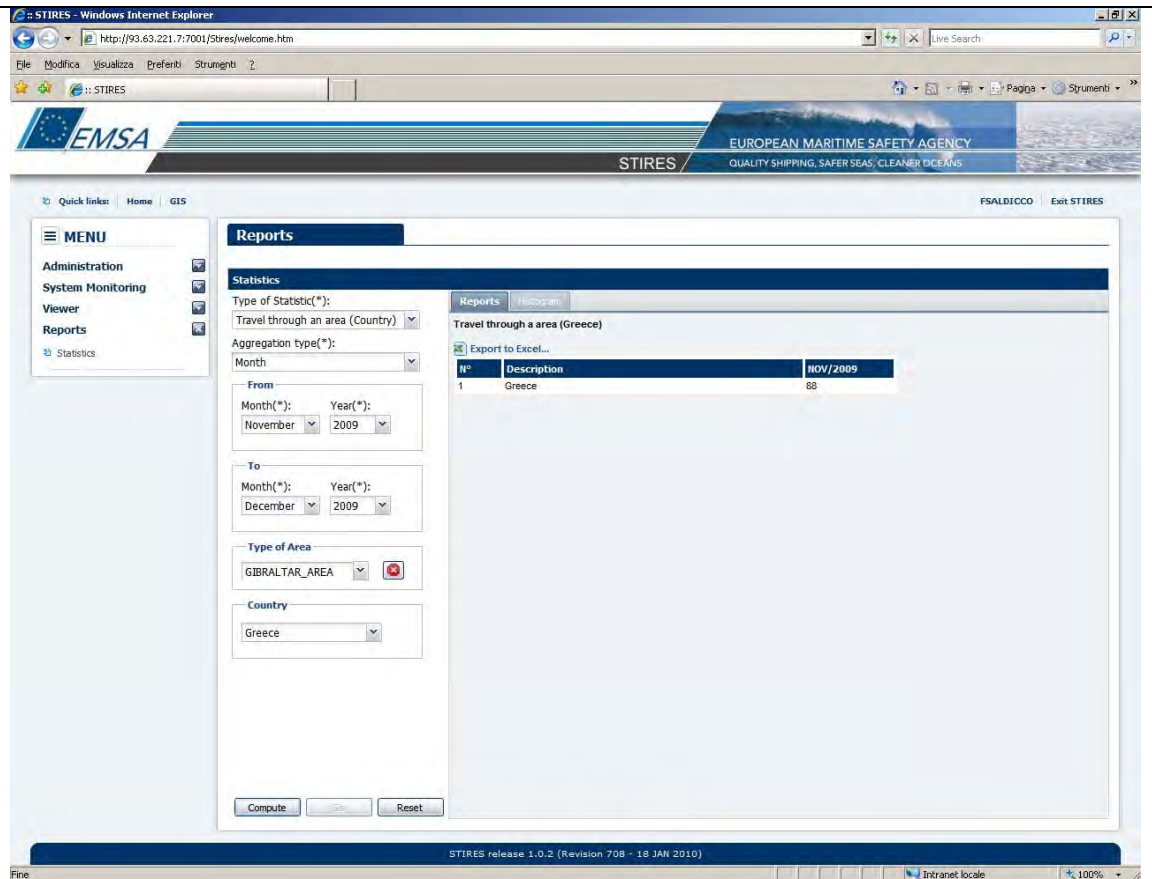 :: STIRES - Windows Internet Explorer
http://93.63.221.7:7001/Stires/welcome.htm
Live Search
File Modifica Visualizza Preferiti Strumenti ?
:: STIRES
Pagina Strumenti
EMSA
STIRES
EUROPEAN MARITIME SAFETY AGENCY
QUALITY SHIPPING, SAFER SEAS, CLEANER OCEANS
Quick links: Home GIS
FSALDICCO Exit STIRES
MENU
Administration
System Monitoring
Viewer
Reports
Statistics
Reports
Statistics
Type of Statistic(*):
Travel through an area (Country)
Aggregation type(*):
Month
From
Month(*): Year(*):
November 2009
To
Month(*): Year(*):
December 2009
Type of Area
GIBRALTAR_AREA
Country
Greece
Compute Gis Reset
Reports Histogram
Travel through a area (Greece)
Export to Excel...
N° Description NOV/2009
1 Greece 88
STIRES release 1.0.2 (Revision 708 - 18 JAN 2010)
Fine
Intranet locale
100%